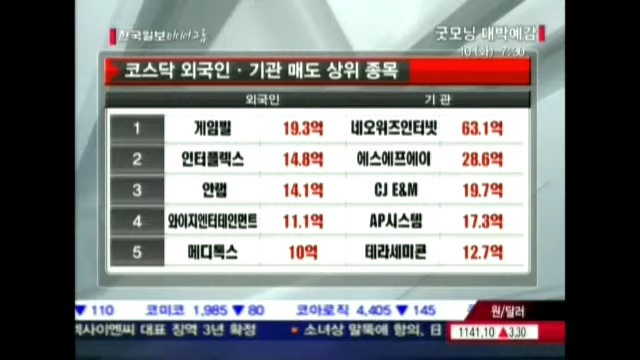 한국일보 미디어그룹
굿모닝 대박예감
10(화) 7:30
코스닥 외국인·기관 매도 상위 종목
외국인 기관
1 게임빌 19.3억 네오위즈인터넷 63.1억
2 인터플렉스 14.8억 에스에프에이 28.6억
3 안랩 14.1억 CJ E&M 19.7억
4 와이지엔터테인먼트 11.1억 AP시스템 17.3억
5 메디톡스 10억 테라세미콘 12.7억
▼110 코미코 1,985 ▼80 코아로직 4,405 ▼145
원/달러
엑사이엔씨 대표 징역 3년 확정 ▪ 소녀상 말뚝에 항의, 日
1141.10 ▲3.30